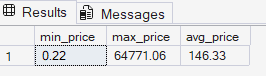 Results Messages
min_price max_price avg_price
1 0.22 64771.06 146.33